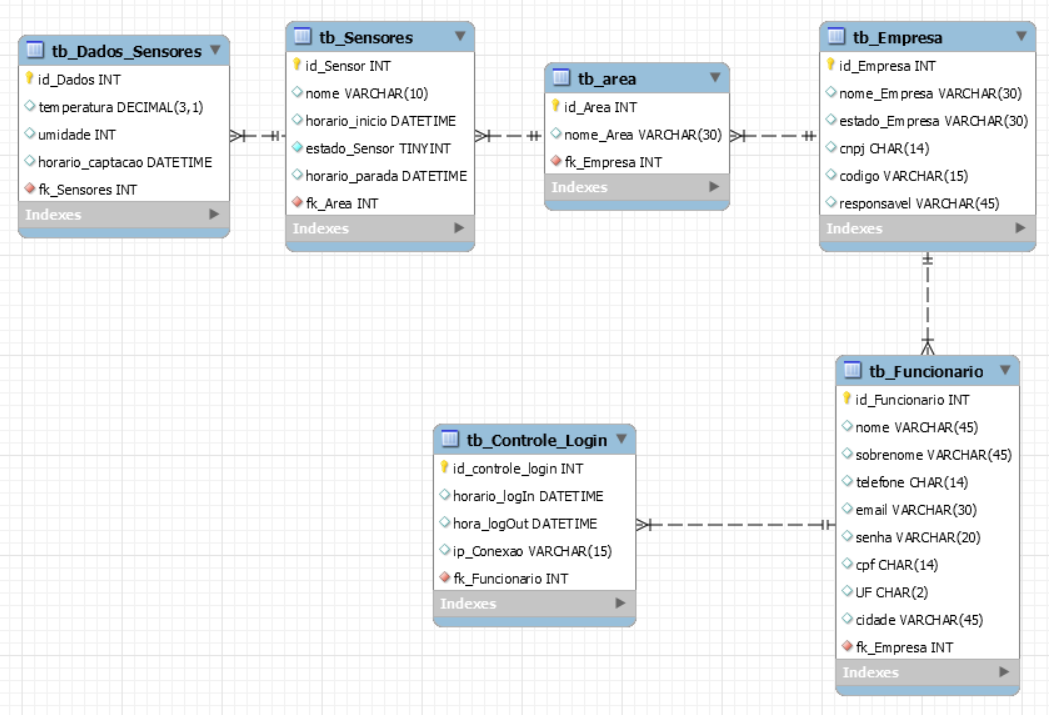 tb_Dados_Sensores
id_Dados INT
temperatura DECIMAL(3,1)
umidade INT
horario_captacao DATETIME
fk_Sensores INT
Indexes
tb_Sensores
id_Sensor INT
nome VARCHAR(10)
horario_inicio DATETIME
estado_Sensor TINYINT
horario_parada DATETIME
fk_Area INT
Indexes
tb_area
id_Area INT
nome_Area VARCHAR(30)
fk_Empresa INT
Indexes
tb_Empresa
id_Empresa INT
nome_Empresa VARCHAR(30)
estado_Empresa VARCHAR(30)
cnpj CHAR(14)
codigo VARCHAR(15)
responsavel VARCHAR(45)
Indexes
tb_Controle_Login
id_controle_login INT
horario_logIn DATETIME
hora_logOut DATETIME
ip_Conexao VARCHAR(15)
fk_Funcionario INT
Indexes
tb_Funcionario
id_Funcionario INT
nome VARCHAR(45)
sobrenome VARCHAR(45)
telefone CHAR(14)
email VARCHAR(30)
senha VARCHAR(20)
cpf CHAR(14)
UF CHAR(2)
cidade VARCHAR(45)
fk_Empresa INT
Indexes